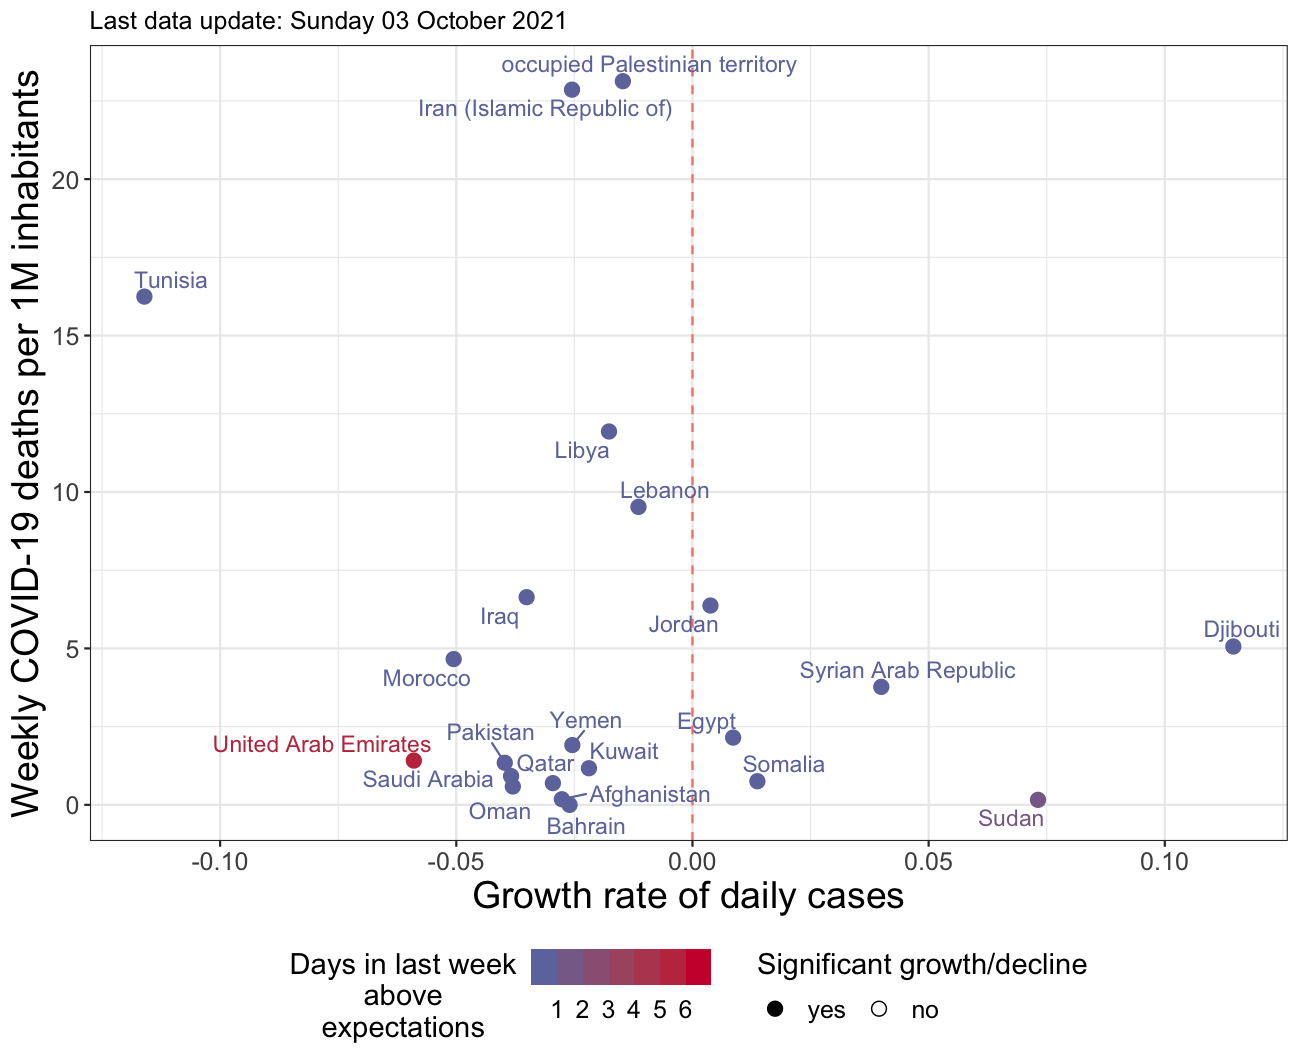 Last data update: Sunday 03 October 2021
Weekly COVID-19 deaths per 1M inhabitants
20
15
10
5
0
occupied Palestinian territory
Iran (Islamic Republic of)
Tunisia
Libya
Lebanon
Iraq
Jordan
Djibouti
Morocco
Syrian Arab Republic
Yemen
Egypt
Pakistan
United Arab Emirates
Kuwait
Qatar
Somalia
Saudi Arabia
Afghanistan
Oman
Sudan
Bahrain
-0.10 -0.05 0.00 0.05 0.10
Growth rate of daily cases
Days in last week
above
expectations
1 2 3 4 5 6
Significant growth/decline
yes no